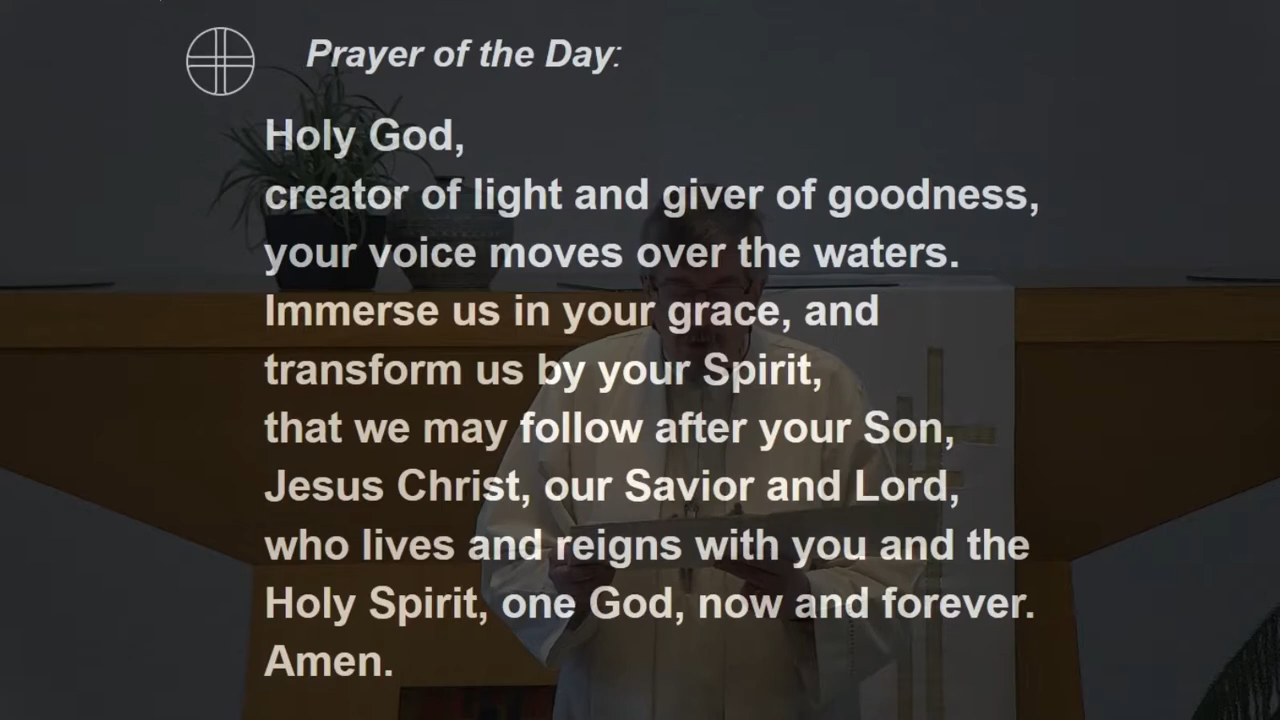 Prayer of the Day:
Holy God,
creator of light and giver of goodness,
your voice moves over the waters.
Immerse us in your grace, and
transform us by your Spirit,
that we may follow after your Son,
Jesus Christ, our Savior and Lord,
who lives and reigns with you and the
Holy Spirit, one God, now and forever.
Amen.